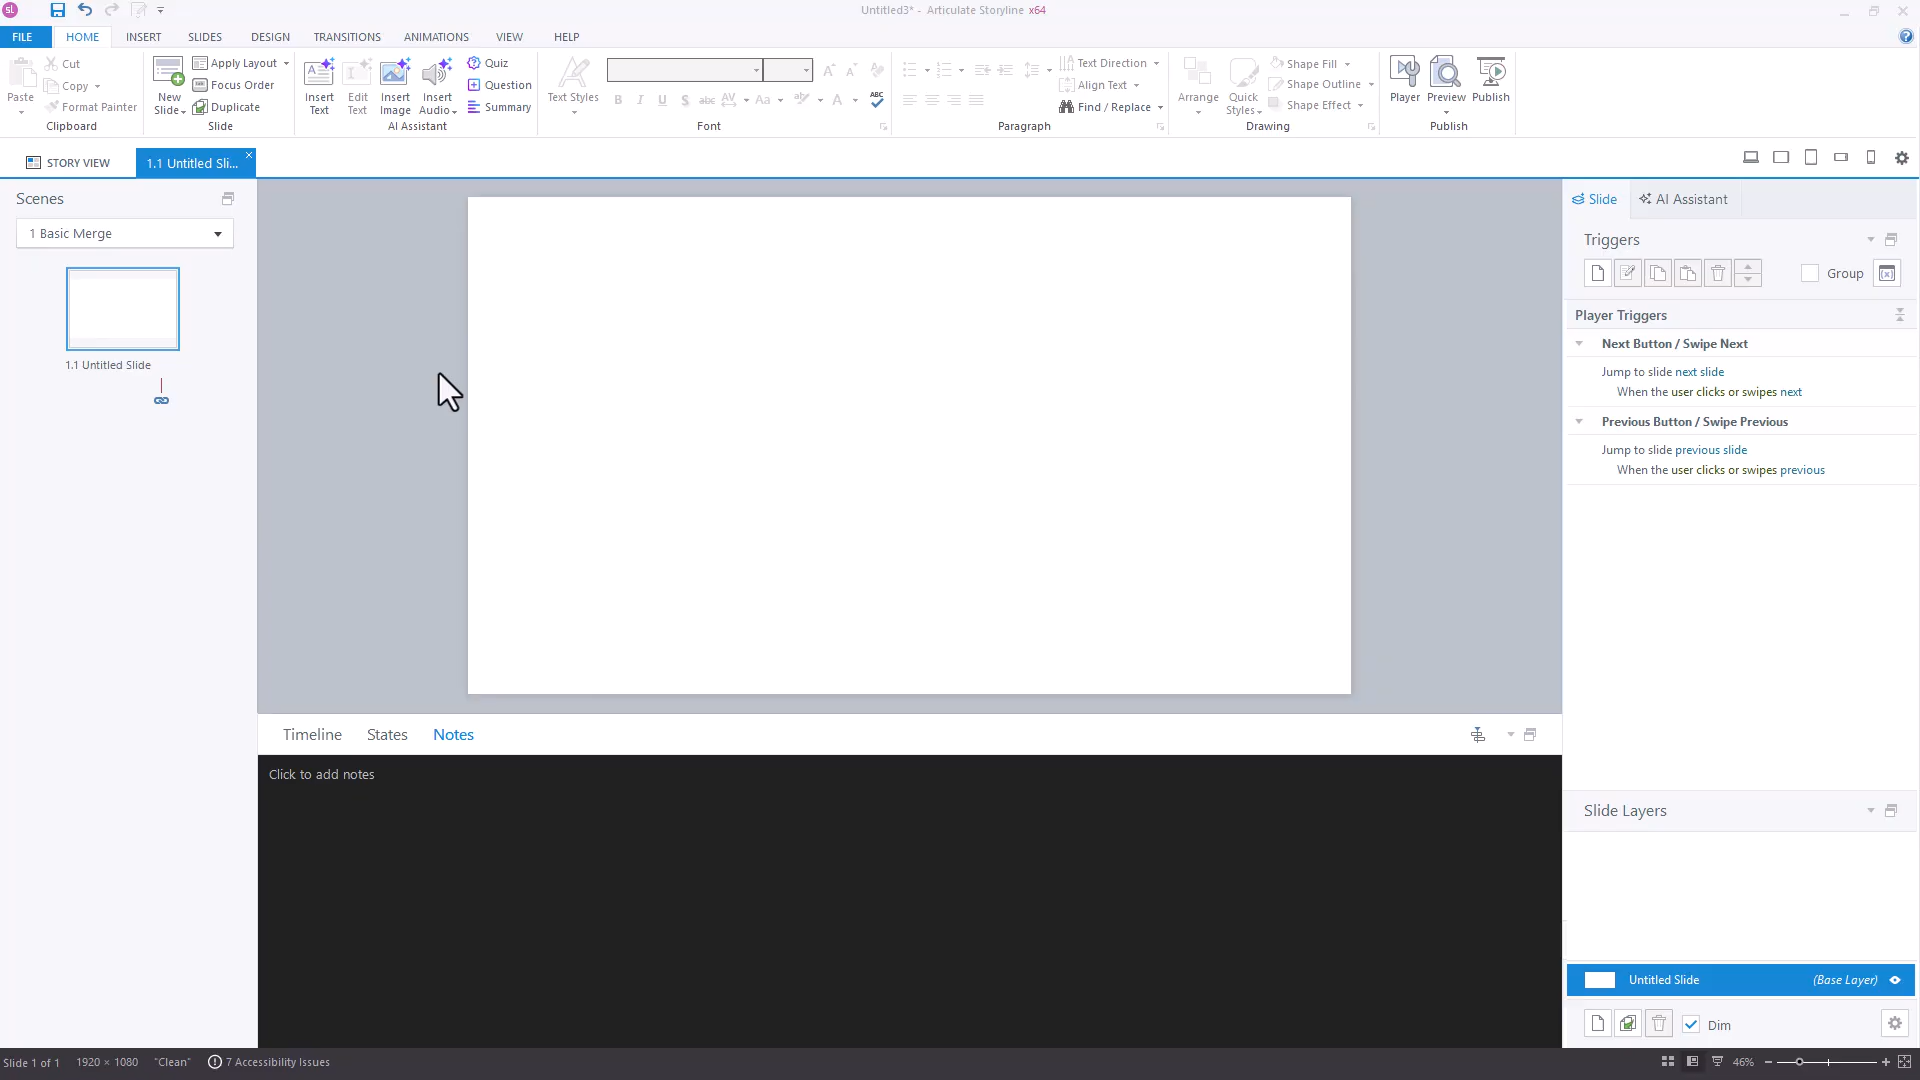 sl
Untitled3* - Articulate Storyline x64
FILE HOME INSERT SLIDES DESIGN TRANSITIONS ANIMATIONS VIEW HELP
Paste
Cut
Copy
Format Painter
Clipboard
New Slide
Apply Layout
Focus Order
Duplicate
Slide
Insert Text
Edit Text
Insert Image
Insert Audio
Quiz
Question
Summary
AI Assistant
Text Styles
B I U S abc AV Aa A ABC
Font
Text Direction
Align Text
Find / Replace
Paragraph
Arrange
Quick Styles
Shape Fill
Shape Outline
Shape Effect
Drawing
Player
Preview
Publish
Publish
STORY VIEW
1.1 Untitled Sli...
Scenes
1 Basic Merge
1.1 Untitled Slide
Slide
AI Assistant
Triggers
Group
Player Triggers
Next Button / Swipe Next
Jump to slide next slide
When the user clicks or swipes next
Previous Button / Swipe Previous
Jump to slide previous slide
When the user clicks or swipes previous
Timeline States Notes
Click to add notes
Slide Layers
Untitled Slide (Base Layer)
Dim
Slide 1 of 1 1920 × 1080 "Clean" 7 Accessibility Issues
46%